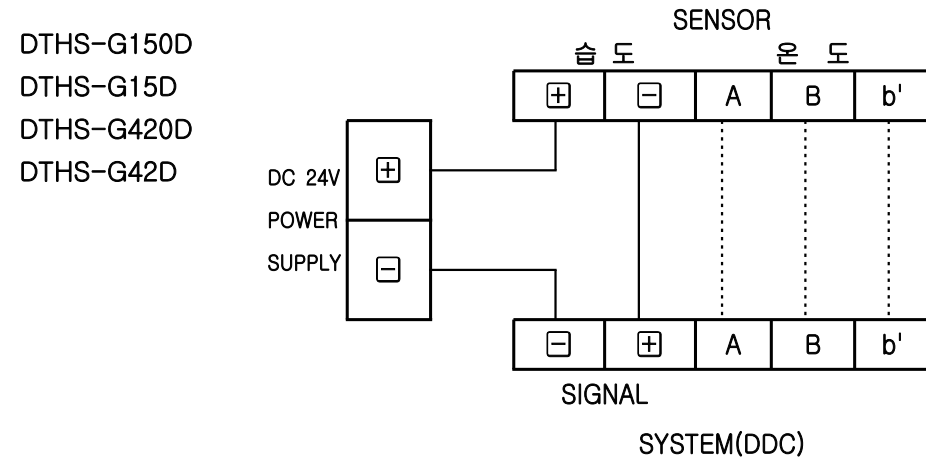 SENSOR
DTHS-G150D
DTHS-G15D
DTHS-G420D
DTHS-G42D
습 도 온 도
+ - A B b'
DC 24V
POWER
SUPPLY
+
-
- + A B b'
SIGNAL
SYSTEM(DDC)